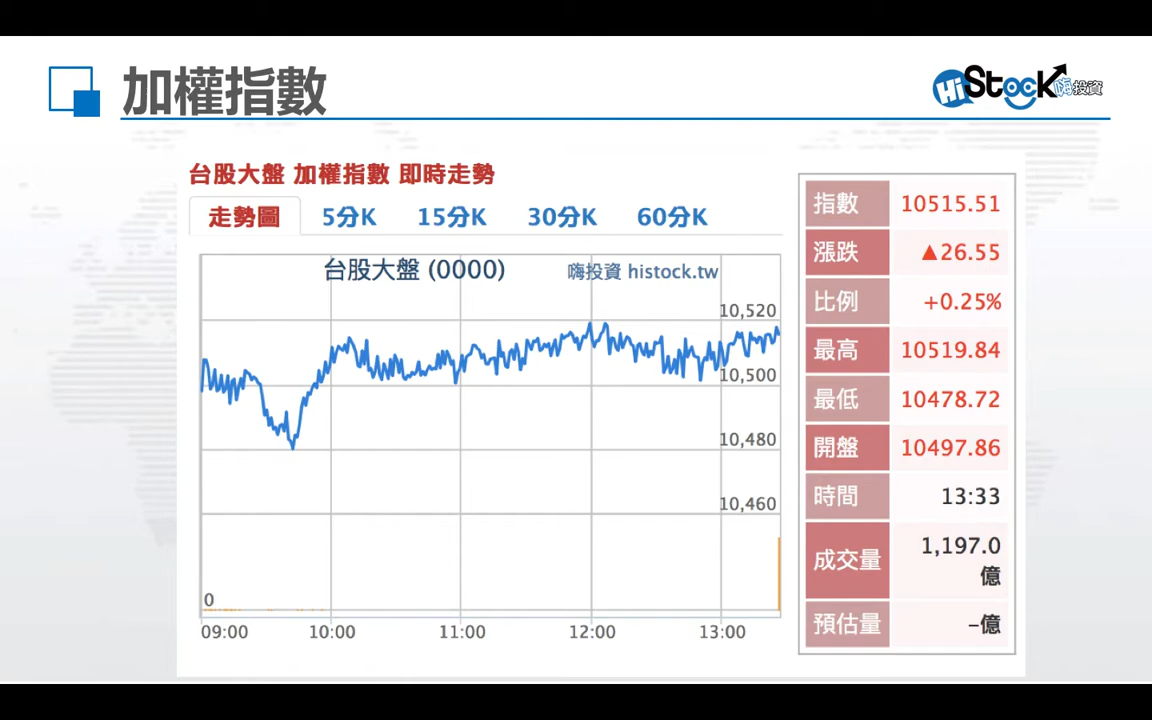 加權指數
HiStock嗨投資
台股大盤 加權指數 即時走勢
走勢圖 5分K 15分K 30分K 60分K
台股大盤 (0000) 嗨投資 histock.tw
10,520
10,500
10,480
10,460
0
09:00 10:00 11:00 12:00 13:00
指數 10515.51
漲跌 ▲26.55
比例 +0.25%
最高 10519.84
最低 10478.72
開盤 10497.86
時間 13:33
成交量 1,197.0
億
預估量 –億